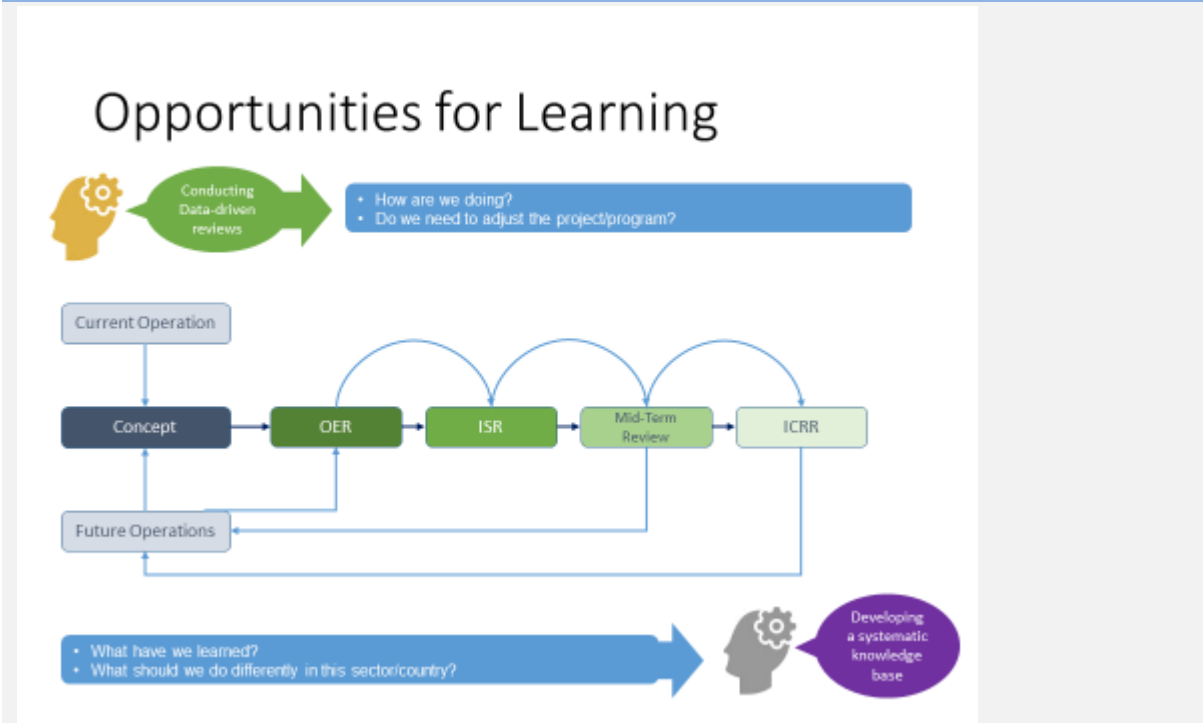 Opportunities for Learning
Conducting
Data-driven
reviews
• How are we doing?
• Do we need to adjust the project/program?
Current Operation
Concept
OER
ISR
Mid-Term
Review
ICRR
Future Operations
• What have we learned?
• What should we do differently in this sector/country?
Developing
a systematic
knowledge
base